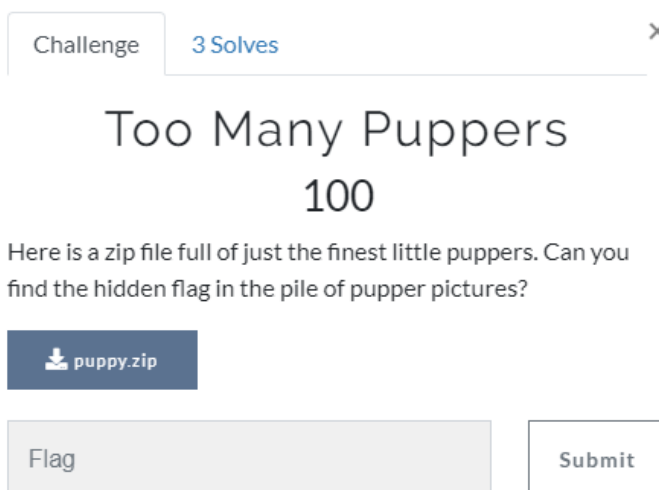 Challenge
3 Solves
×
Too Many Puppers
100
Here is a zip file full of just the finest little puppers. Can you
find the hidden flag in the pile of pupper pictures?
puppy.zip
Flag
Submit